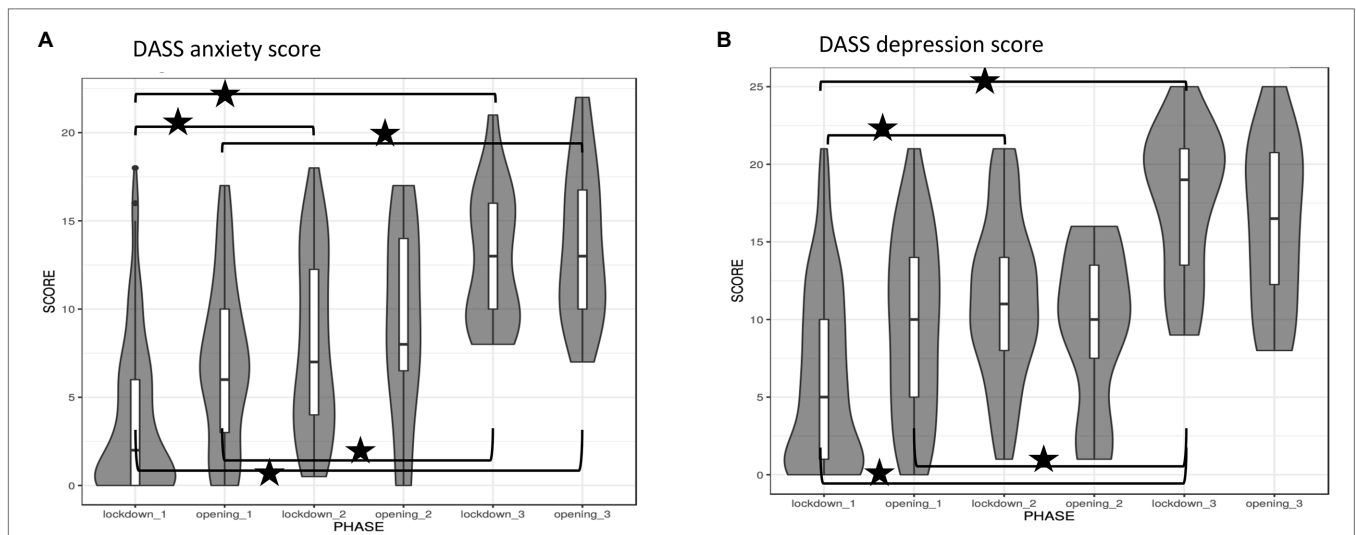 A
DASS anxiety score
SCORE
20
15
10
5
0
lockdown_1 opening_1 lockdown_2 opening_2 lockdown_3 opening_3
PHASE
B
DASS depression score
SCORE
25
20
15
10
5
0
lockdown_1 opening_1 lockdown_2 opening_2 lockdown_3 opening_3
PHASE